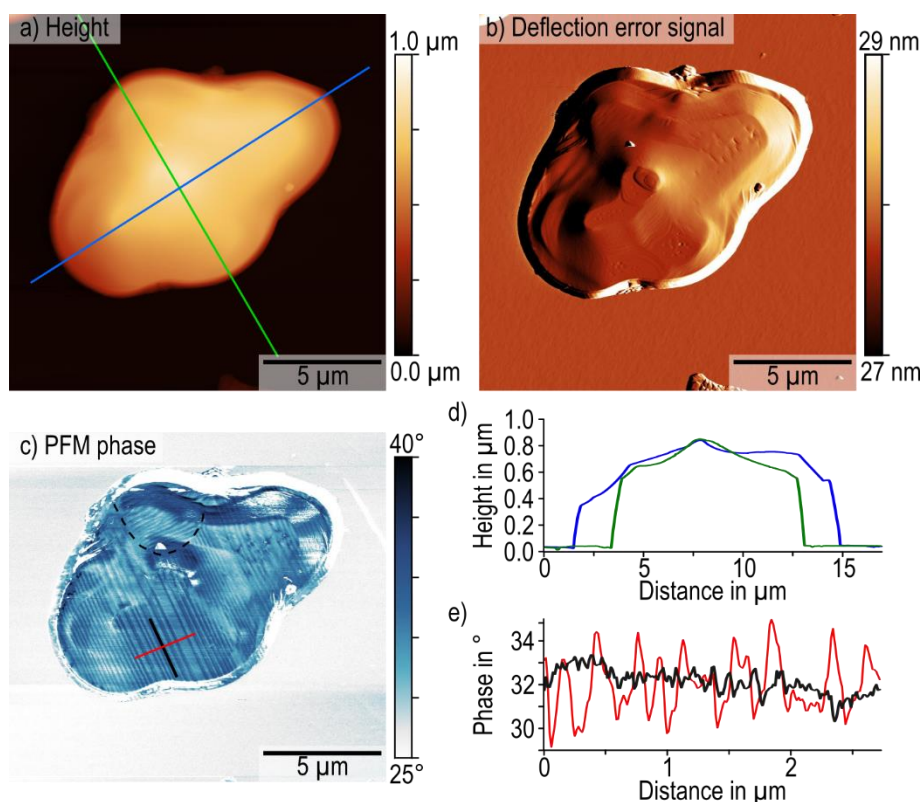 a) Height
1.0 µm
0.0 µm
5 µm
b) Deflection error signal
29 nm
27 nm
5 µm
c) PFM phase
40°
25°
5 µm
d)
Height in µm
1.0
0.8
0.6
0.4
0.2
0.0
0 5 10 15
Distance in µm
e)
Phase in °
34
32
30
0 1 2
Distance in µm